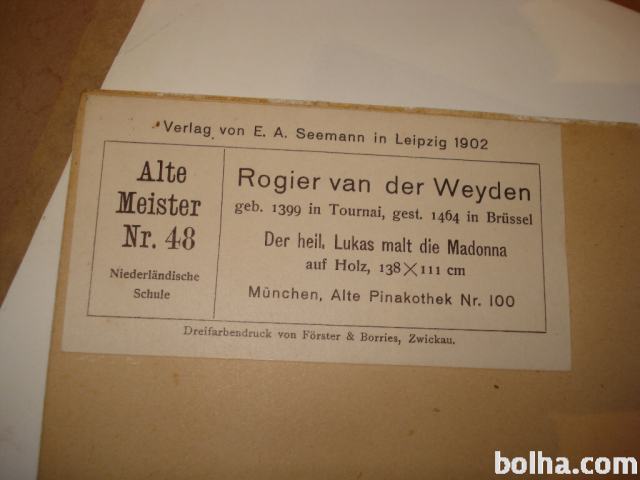 Verlag von E. A. Seemann in Leipzig 1902
Alte
Meister
Nr. 48
Niederländische
Schule
Rogier van der Weyden
geb. 1399 in Tournai, gest. 1464 in Brüssel
Der heil. Lukas malt die Madonna
auf Holz, 138×111 cm
München, Alte Pinakothek Nr. 100
Dreifarbendruck von Förster & Borries, Zwickau.
bolha.com